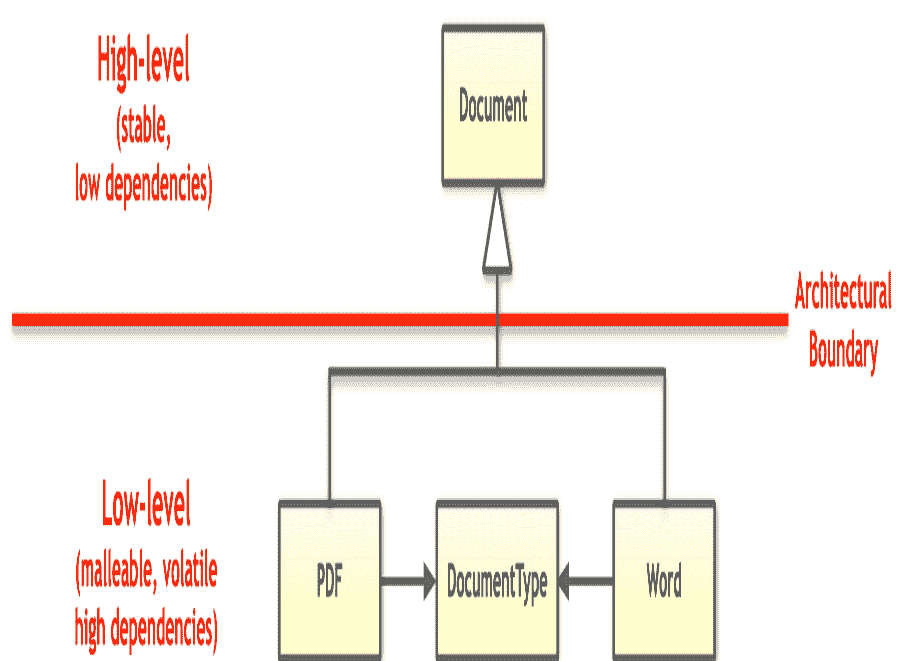 High-level
(stable,
low dependencies)
Document
Architectural
Boundary
Low-level
(malleable, volatile
high dependencies)
PDF
DocumentType
Word